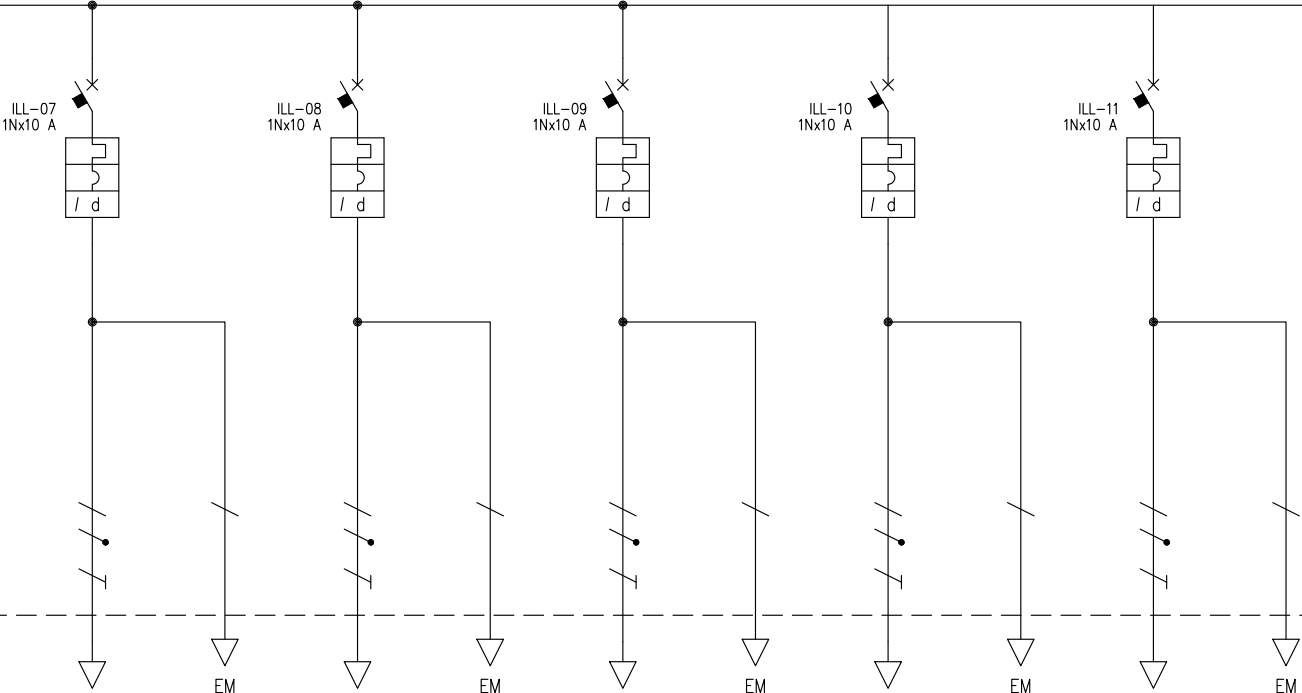 ILL-07
1Nx10 A
ILL-08
1Nx10 A
ILL-09
1Nx10 A
ILL-10
1Nx10 A
ILL-11
1Nx10 A
I d
I d
I d
I d
I d
EM
EM
EM
EM
EM